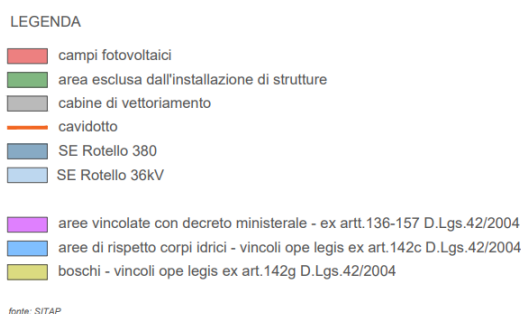 LEGENDA
campi fotovoltaici
area esclusa dall'installazione di strutture
cabine di vettoriamento
cavidotto
SE Rotello 380
SE Rotello 36kV
aree vincolate con decreto ministerale - ex artt.136-157 D.Lgs.42/2004
aree di rispetto corpi idrici - vincoli ope legis ex art.142c D.Lgs.42/2004
boschi - vincoli ope legis ex art.142g D.Lgs.42/2004
fonte: SITAP